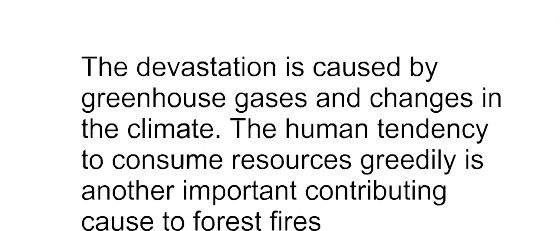 The devastation is caused by
greenhouse gases and changes in
the climate. The human tendency
to consume resources greedily is
another important contributing
cause to forest fires